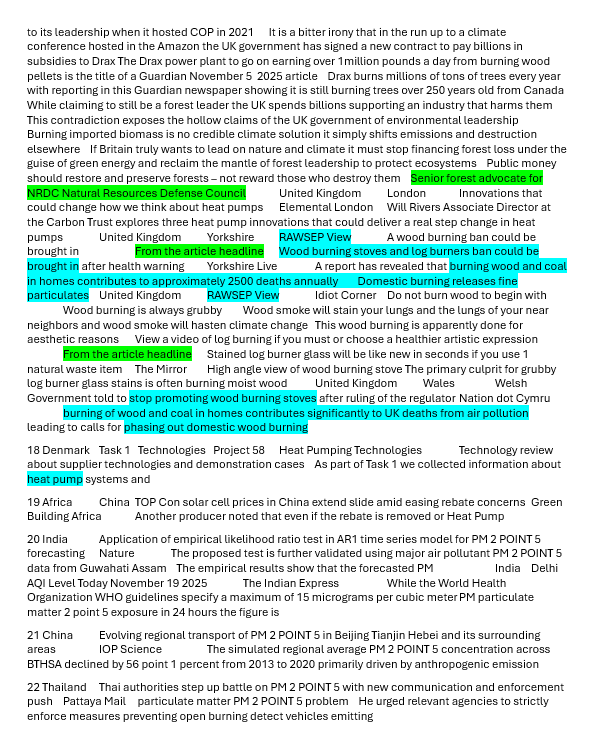 to its leadership when it hosted COP in 2021 It is a bitter irony that in the run up to a climate
conference hosted in the Amazon the UK government has signed a new contract to pay billions in
subsidies to Drax The Drax power plant to go on earning over 1million pounds a day from burning wood
pellets is the title of a Guardian November 5 2025 article Drax burns millions of tons of trees every year
with reporting in this Guardian newspaper showing it is still burning trees over 250 years old from Canada
While claiming to still be a forest leader the UK spends billions supporting an industry that harms them
This contradiction exposes the hollow claims of the UK government of environmental leadership
Burning imported biomass is no credible climate solution it simply shifts emissions and destruction
elsewhere If Britain truly wants to lead on nature and climate it must stop financing forest loss under the
guise of green energy and reclaim the mantle of forest leadership to protect ecosystems Public money
should restore and preserve forests – not reward those who destroy them Senior forest advocate for
NRDC Natural Resources Defense Council United Kingdom London Innovations that
could change how we think about heat pumps Elemental London Will Rivers Associate Director at
the Carbon Trust explores three heat pump innovations that could deliver a real step change in heat
pumps United Kingdom Yorkshire RAWSEP View A wood burning ban could be
brought in From the article headline Wood burning stoves and log burners ban could be
brought in after health warning Yorkshire Live A report has revealed that burning wood and coal
in homes contributes to approximately 2500 deaths annually Domestic burning releases fine
particulates United Kingdom RAWSEP View Idiot Corner Do not burn wood to begin with
Wood burning is always grubby Wood smoke will stain your lungs and the lungs of your near
neighbors and wood smoke will hasten climate change This wood burning is apparently done for
aesthetic reasons View a video of log burning if you must or choose a healthier artistic expression
From the article headline Stained log burner glass will be like new in seconds if you use 1
natural waste item The Mirror High angle view of wood burning stove The primary culprit for grubby
log burner glass stains is often burning moist wood United Kingdom Wales Welsh
Government told to stop promoting wood burning stoves after ruling of the regulator Nation dot Cymru
burning of wood and coal in homes contributes significantly to UK deaths from air pollution
leading to calls for phasing out domestic wood burning
18 Denmark Task 1 Technologies Project 58 Heat Pumping Technologies Technology review
about supplier technologies and demonstration cases As part of Task 1 we collected information about
heat pump systems and
19 Africa China TOP Con solar cell prices in China extend slide amid easing rebate concerns Green
Building Africa Another producer noted that even if the rebate is removed or Heat Pump
20 India Application of empirical likelihood ratio test in AR1 time series model for PM 2 POINT 5
forecasting Nature The proposed test is further validated using major air pollutant PM 2 POINT 5
data from Guwahati Assam The empirical results show that the forecasted PM India Delhi
AQI Level Today November 19 2025 The Indian Express While the World Health
Organization WHO guidelines specify a maximum of 15 micrograms per cubic meter PM particulate
matter 2 point 5 exposure in 24 hours the figure is
21 China Evolving regional transport of PM 2 POINT 5 in Beijing Tianjin Hebei and its surrounding
areas IOP Science The simulated regional average PM 2 POINT 5 concentration across
BTHSA declined by 56 point 1 percent from 2013 to 2020 primarily driven by anthropogenic emission
22 Thailand Thai authorities step up battle on PM 2 POINT 5 with new communication and enforcement
push Pattaya Mail particulate matter PM 2 POINT 5 problem He urged relevant agencies to strictly
enforce measures preventing open burning detect vehicles emitting